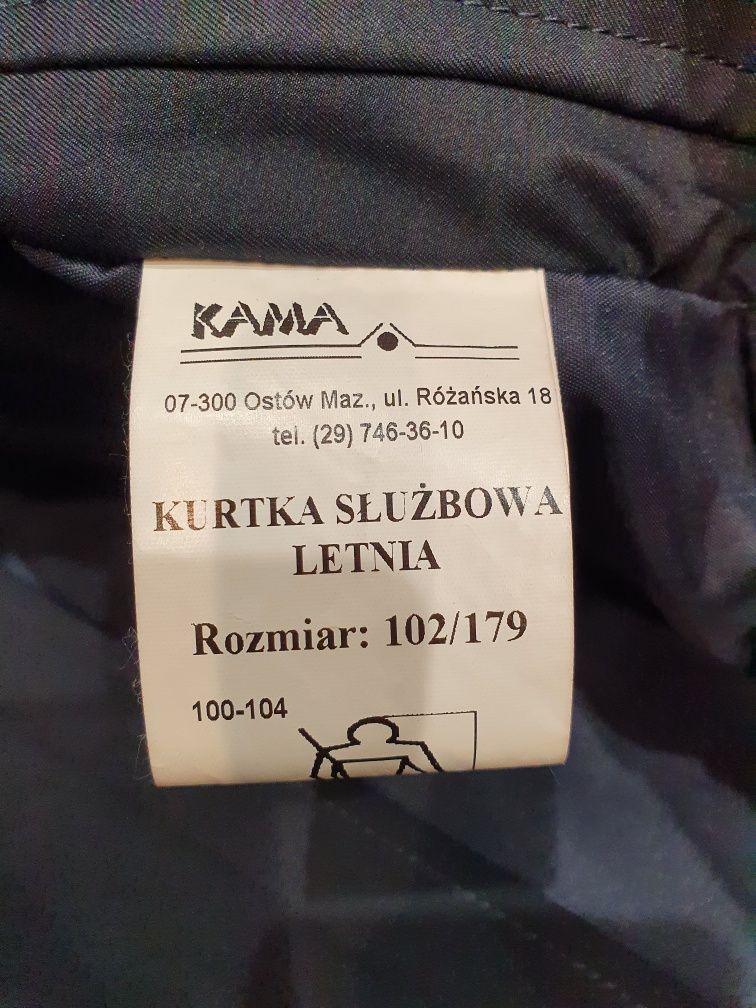 KAMA
07-300 Ostów Maz., ul. Różańska 18
tel. (29) 746-36-10
KURTKA SŁUŻBOWA
LETNIA
Rozmiar: 102/179
100-104